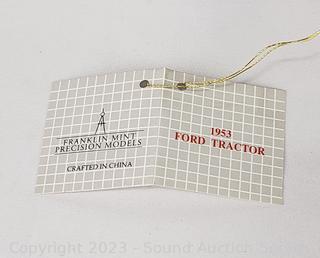 FRANKLIN MINT
PRECISION MODELS
CRAFTED IN CHINA
1953
FORD TRACTOR
Copyright 2023 - Sound Auction Service